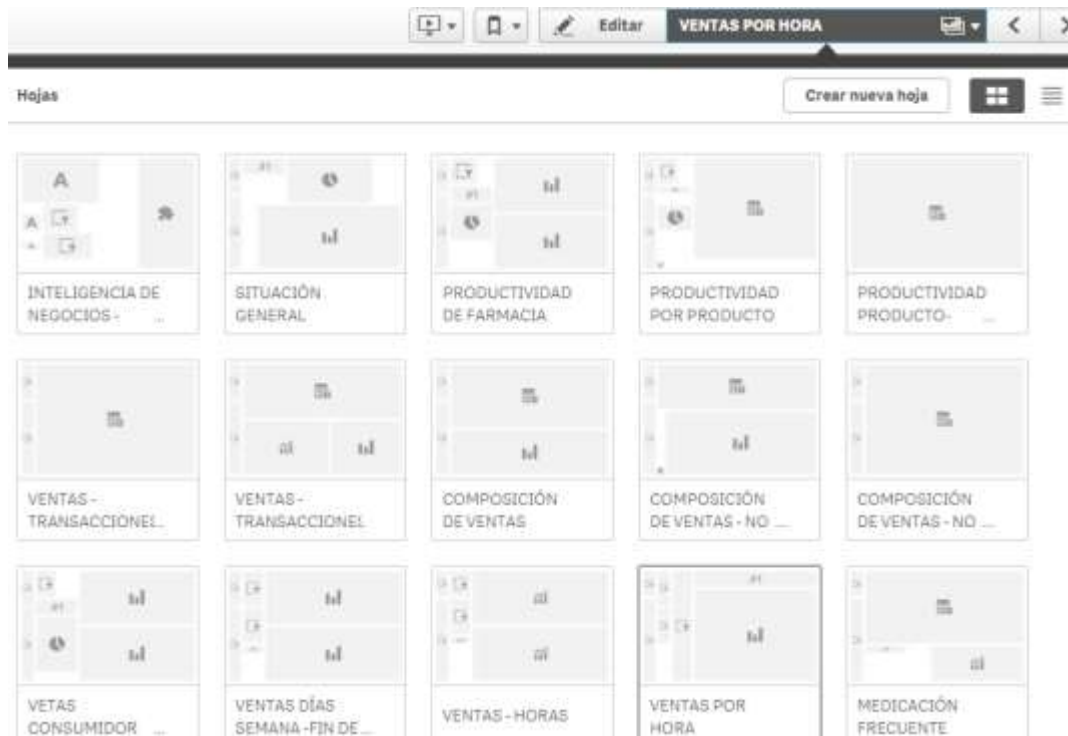 Editar
VENTAS POR HORA
Hojas
Crear nueva hoja
INTELIGENCIA DE
NEGOCIOS - ...
SITUACIÓN
GENERAL
PRODUCTIVIDAD
DE FARMACIA
PRODUCTIVIDAD
POR PRODUCTO
PRODUCTIVIDAD
PRODUCTO- ...
VENTAS -
TRANSACCIONES...
VENTAS -
TRANSACCIONES
COMPOSICIÓN
DE VENTAS
COMPOSICIÓN
DE VENTAS - NO ...
COMPOSICIÓN
DE VENTAS - NO ...
VETAS
CONSUMIDOR ...
VENTAS DÍAS
SEMANA -FIN DE...
VENTAS - HORAS
VENTAS POR
HORA
MEDICACIÓN
FRECUENTE